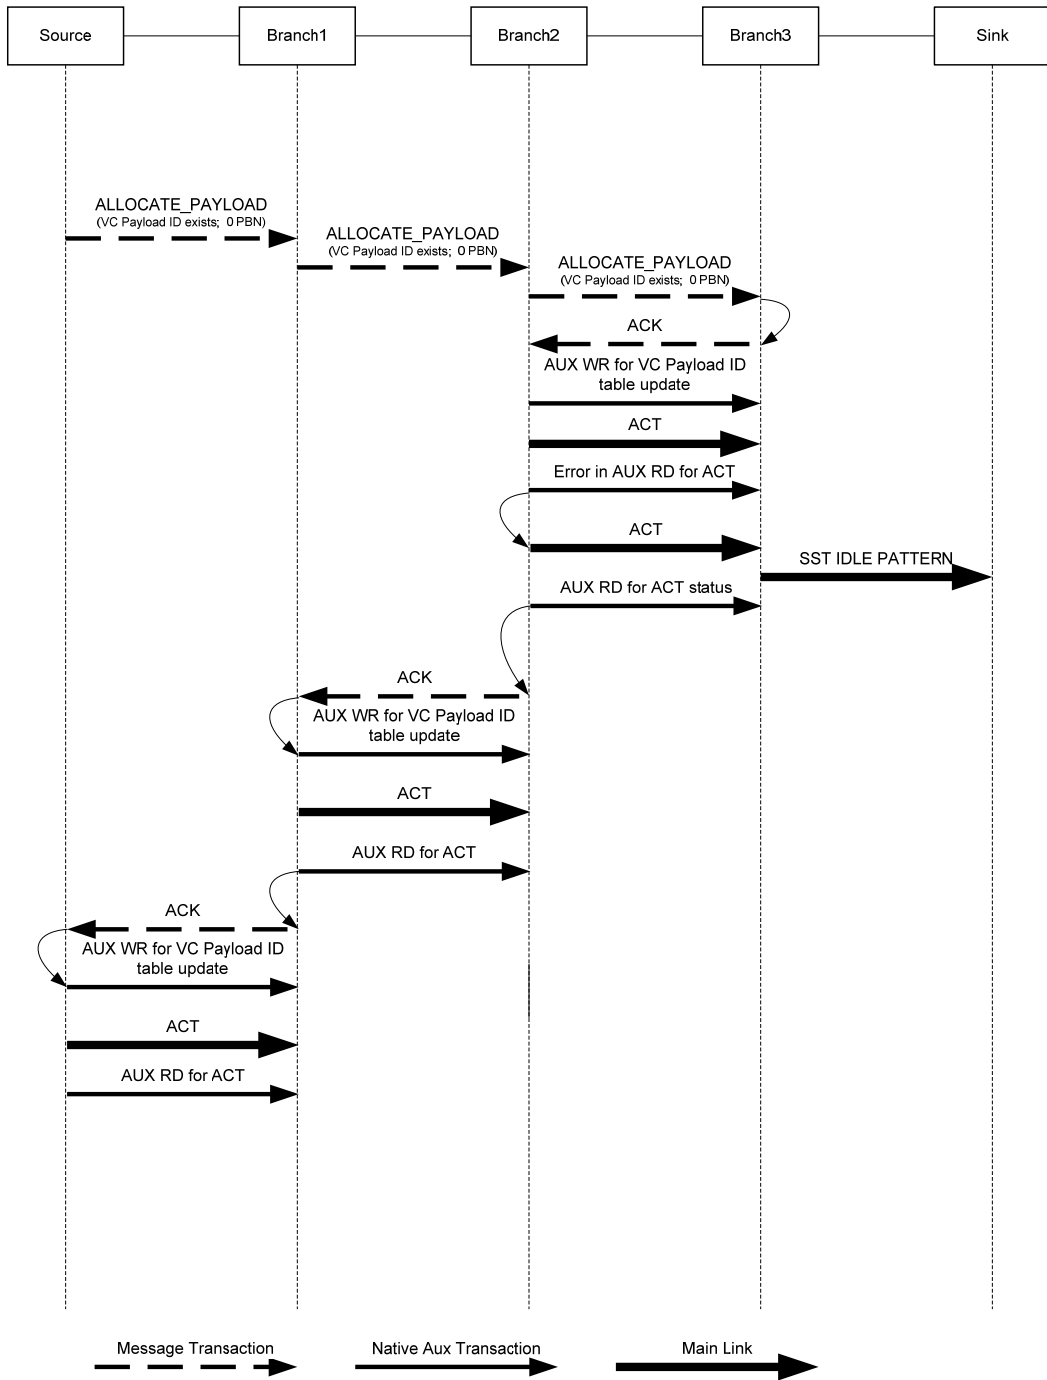 Source
Branch1
Branch2
Branch3
Sink
ALLOCATE_PAYLOAD
(VC Payload ID exists; 0 PBN)
ALLOCATE_PAYLOAD
(VC Payload ID exists; 0 PBN)
ALLOCATE_PAYLOAD
(VC Payload ID exists; 0 PBN)
ACK
AUX WR for VC Payload ID
table update
ACT
Error in AUX RD for ACT
ACT
SST IDLE PATTERN
AUX RD for ACT status
ACK
AUX WR for VC Payload ID
table update
ACT
AUX RD for ACT
ACK
AUX WR for VC Payload ID
table update
ACT
AUX RD for ACT
Message Transaction
Native Aux Transaction
Main Link